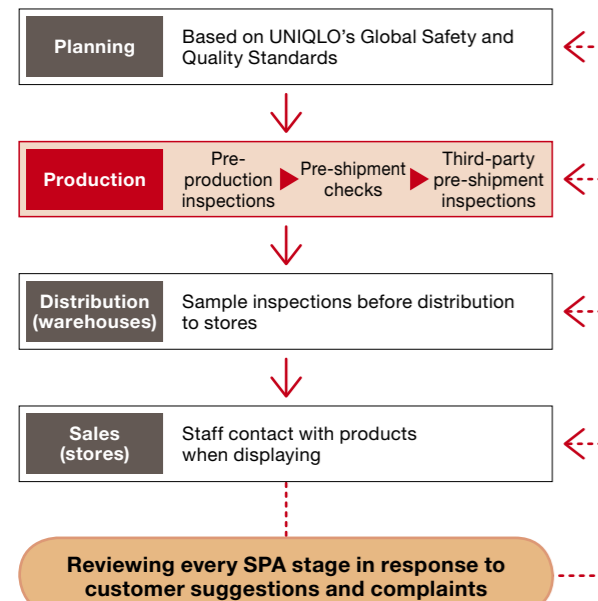 Planning
Based on UNIQLO's Global Safety and
Quality Standards
Production
Pre-
production
inspections
Pre-shipment
checks
Third-party
pre-shipment
inspections
Distribution
(warehouses)
Sample inspections before distribution
to stores
Sales
(stores)
Staff contact with products
when displaying
Reviewing every SPA stage in response to
customer suggestions and complaints